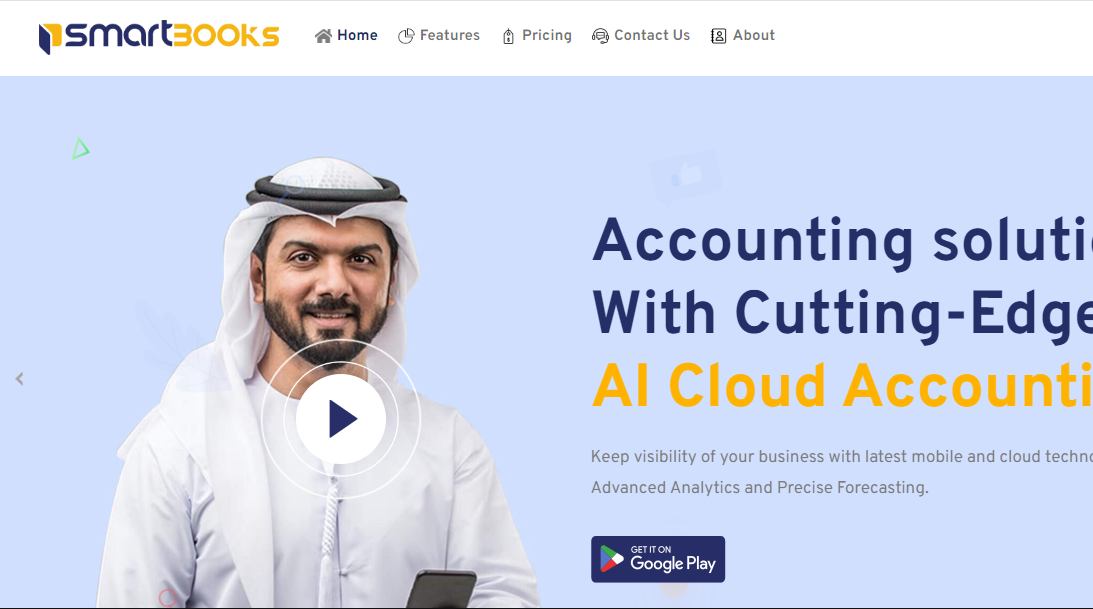 SmartBOOKS
Home Features Pricing Contact Us About
Accounting soluti
With Cutting-Edge
AI Cloud Accounti
Keep visibility of your business with latest mobile and cloud techno
Advanced Analytics and Precise Forecasting.
GET IT ON
Google Play